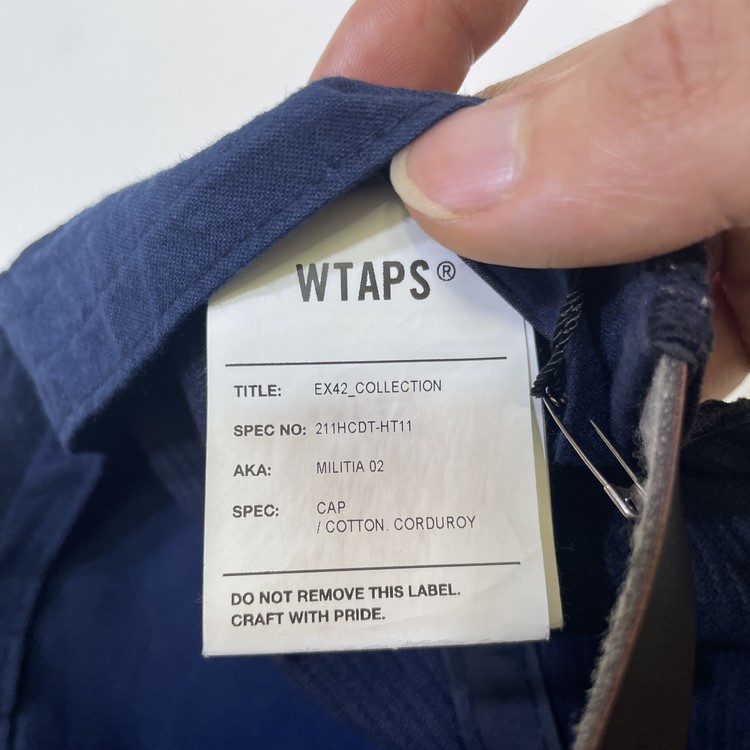 WTAPS®
TITLE: EX42_COLLECTION
SPEC NO: 211HCDT-HT11
AKA: MILITIA 02
SPEC: CAP
/ COTTON. CORDUROY
DO NOT REMOVE THIS LABEL.
CRAFT WITH PRIDE.